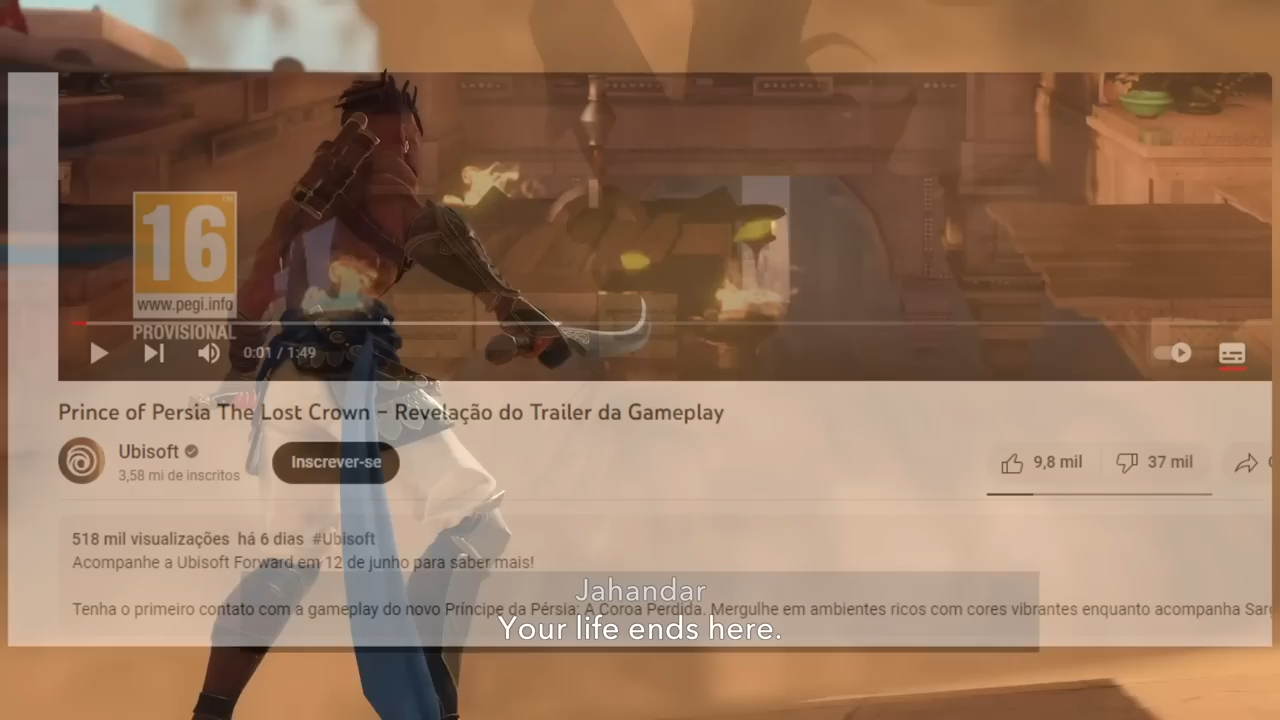 16
www.pegi.info
PROVISIONAL
0:01 / 1:49
Prince of Persia The Lost Crown – Revelação do Trailer da Gameplay
Ubisoft
3,58 mi de inscritos
Inscrever-se
9,8 mil
37 mil
518 mil visualizações há 6 dias #Ubisoft
Acompanhe a Ubisoft Forward em 12 de junho para saber mais!
Jahandar
Tenha o primeiro contato com a gameplay do novo Príncipe da Pérsia: A Coroa Perdida. Mergulhe em ambientes ricos com cores vibrantes enquanto acompanha
Your life ends here.